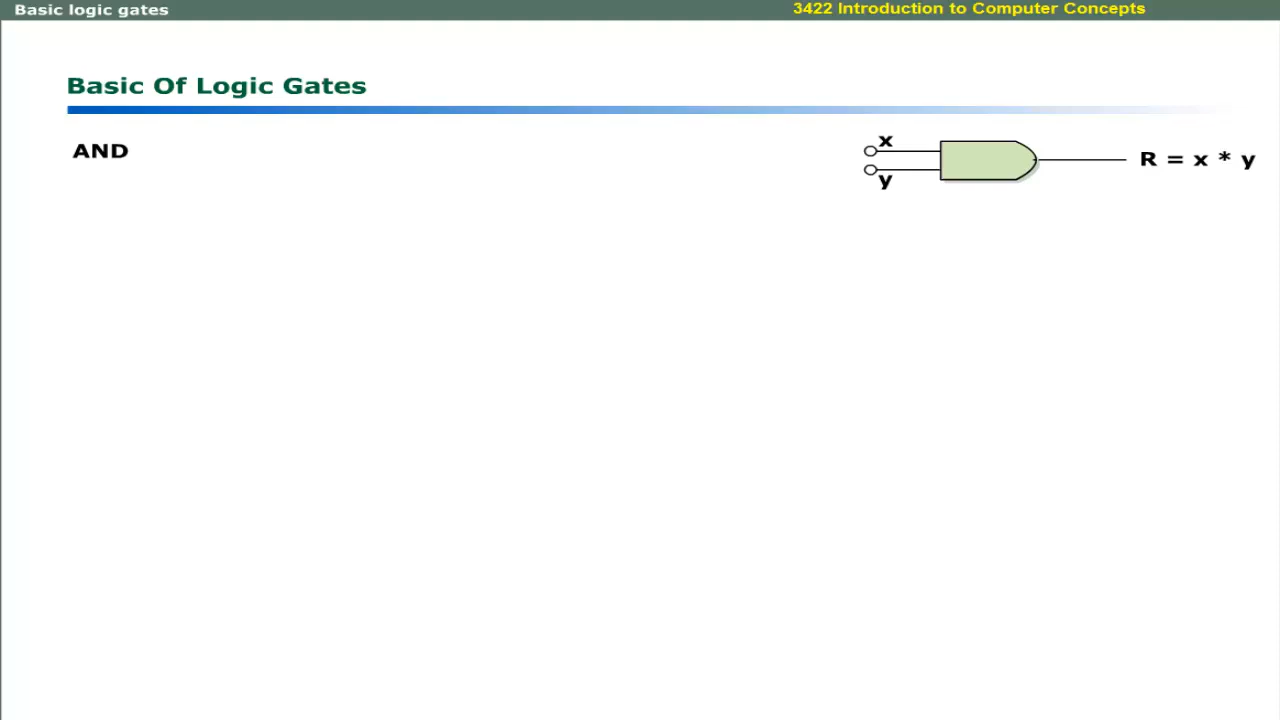 Basic logic gates
3422 Introduction to Computer Concepts
Basic Of Logic Gates
AND
x
y
R = x * y